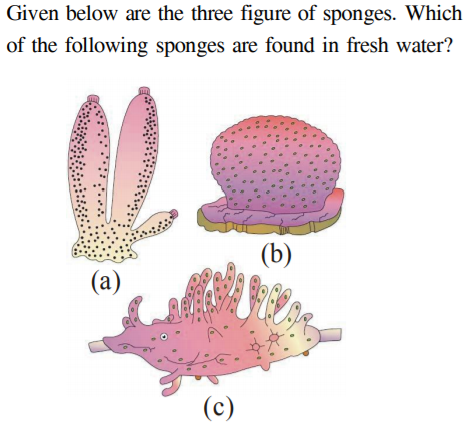 Given below are the three figure of sponges. Which
of the following sponges are found in fresh water?
(a)
(b)
(c)